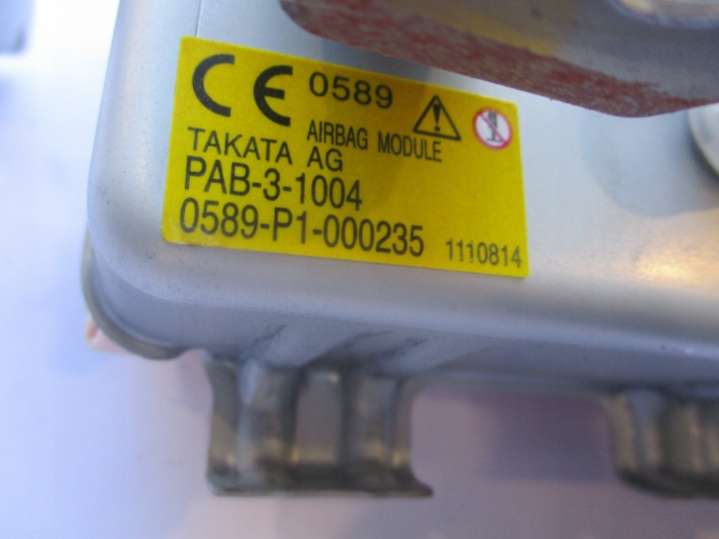 CE 0589
AIRBAG MODULE
TAKATA AG
PAB-3-1004
0589-P1-000235 1110814